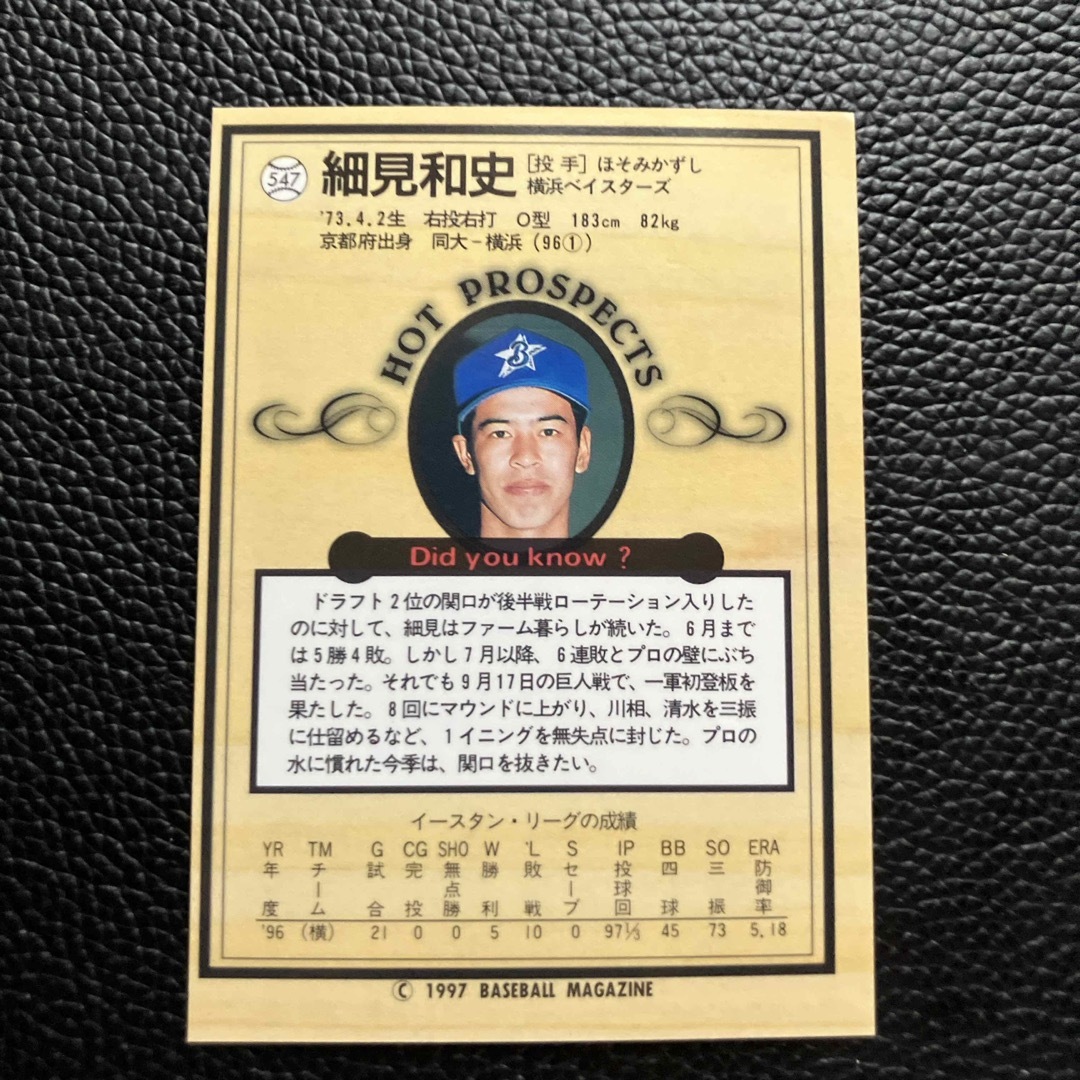 547 細見和史 [投手] ほそみかずし
横浜ベイスターズ
'73.4.2生 右投右打 O型 183cm 82kg
京都府出身 同大-横浜 (96①)
HOT PROSPECTS
B
Did you know ?
ドラフト2位の関口が後半戦ローテーション入りした
のに対して、細見はファーム暮らしが続いた。6月まで
は5勝4敗。しかし7月以降、6連敗とプロの壁にぶち
当たった。それでも9月17日の巨人戦で、一軍初登板を
果たした。8回にマウンドに上がり、川相、清水を三振
に仕留めるなど、1イニングを無失点に封じた。プロの
水に慣れた今季は、関口を抜きたい。
イースタン・リーグの成績
YR TM G CG SHO W L S IP BB SO ERA
年度 チーム 試合 完投 無点勝 勝利 敗戦 セーブ 投球回 四球 三振 防御率
'96 (横) 21 0 0 5 10 0 97⅓ 45 73 5.18
© 1997 BASEBALL MAGAZINE